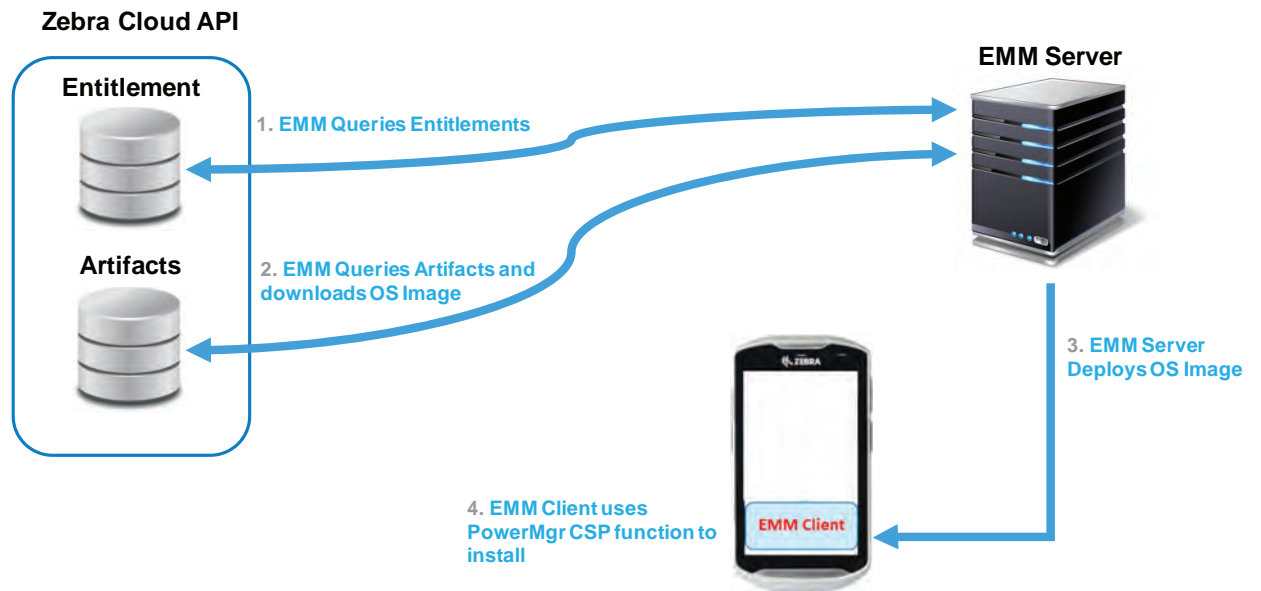 Zebra Cloud API
Entitlement
EMM Server
1. EMM Queries Entitlements
Artifacts
2. EMM Queries Artifacts and
downloads OS Image
ZEBRA
3. EMM Server
Deploys OS Image
4. EMM Client uses
PowerMgr CSP function to
install
EMM Client